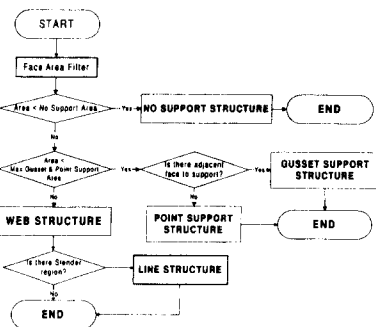 START
Face Area Filter
Area < No Support Area
Yes
NO SUPPORT STRUCTURE
END
No
Area <
Max Gusset & Point Support
Area
Yes
Is there adjacent
face to support?
Yes
GUSSET SUPPORT
STRUCTURE
No
No
WEB STRUCTURE
POINT SUPPORT
STRUCTURE
END
Is there Slender
region?
Yes
LINE STRUCTURE
No
END